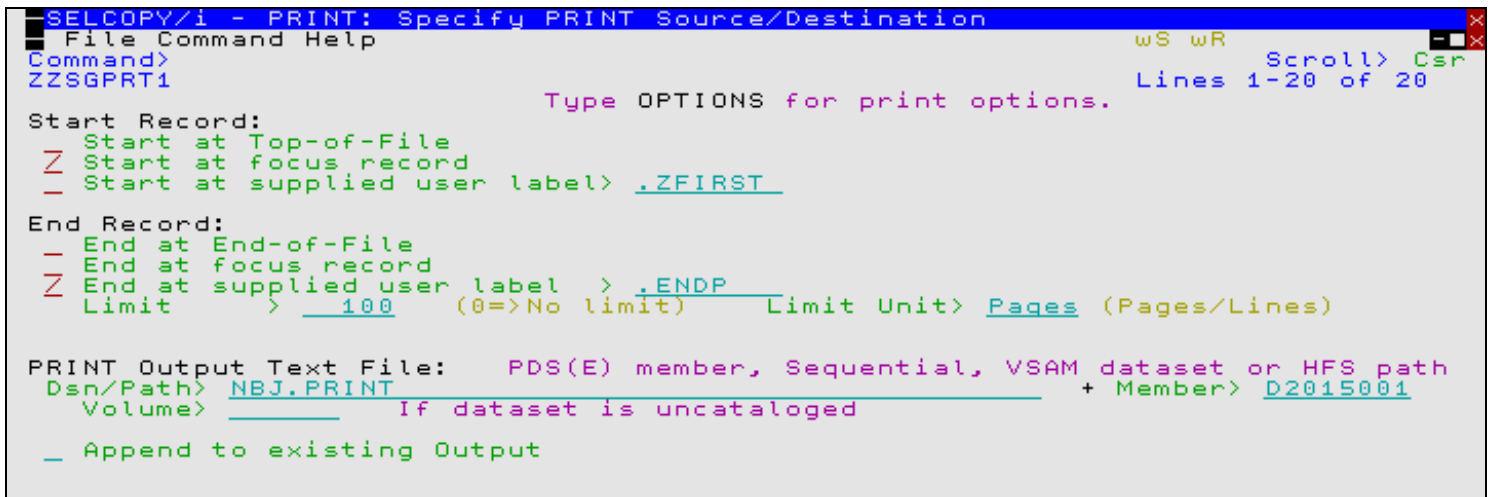 SELCOPY/i - PRINT: Specify PRINT Source/Destination
File Command Help wS wR
Command> Scroll> Csr
ZZSGPRT1 Lines 1-20 of 20
Type OPTIONS for print options.
Start Record:
Start at Top-of-File
/ Start at focus record
_ Start at supplied user label> .ZFIRST
End Record:
_ End at End-of-File
End at focus record
/ End at supplied user label > .ENDP
Limit > 100 (0=>No limit) Limit Unit> Pages (Pages/Lines)
PRINT Output Text File: PDS(E) member, Sequential, VSAM dataset or HFS path
Dsn/Path> NBJ.PRINT + Member> D2015001
Volume> If dataset is uncataloged
_ Append to existing Output